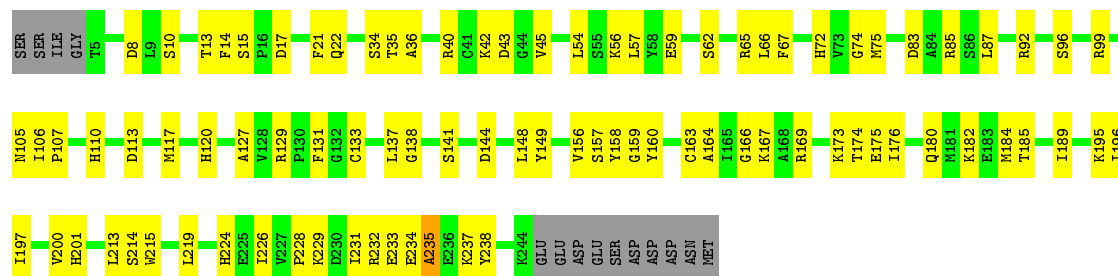 SER SER ILE GLY T5 D8 L9 S10 T13 F14 S15 P16 D17 F21 Q22 S34 T35 A36 R40 C41 K42 D43 G44 V45 L54 S55 K56 L57 Y58 E59 S62 R65 L66 F67 H72 V73 G74 M75 D83 A84 R85 S86 L87 R92 S96 R99
N105 I106 P107 H110 D113 M117 H120 A127 V128 R129 P130 F131 G132 C133 L137 G138 S141 D144 L148 Y149 V156 S157 Y158 G159 Y160 C163 A164 I165 G166 K167 A168 R169 K173 T174 E175 I176 Q180 M181 K182 E183 M184 T185 I189 K195 I196
I197 V200 H201 L213 S214 W215 L219 H224 E225 I226 V227 P228 K229 D230 I231 R232 E233 E234 A235 E236 K237 Y238 K244 GLU GLU ASP GLU SER ASP ASP ASP ASN MET